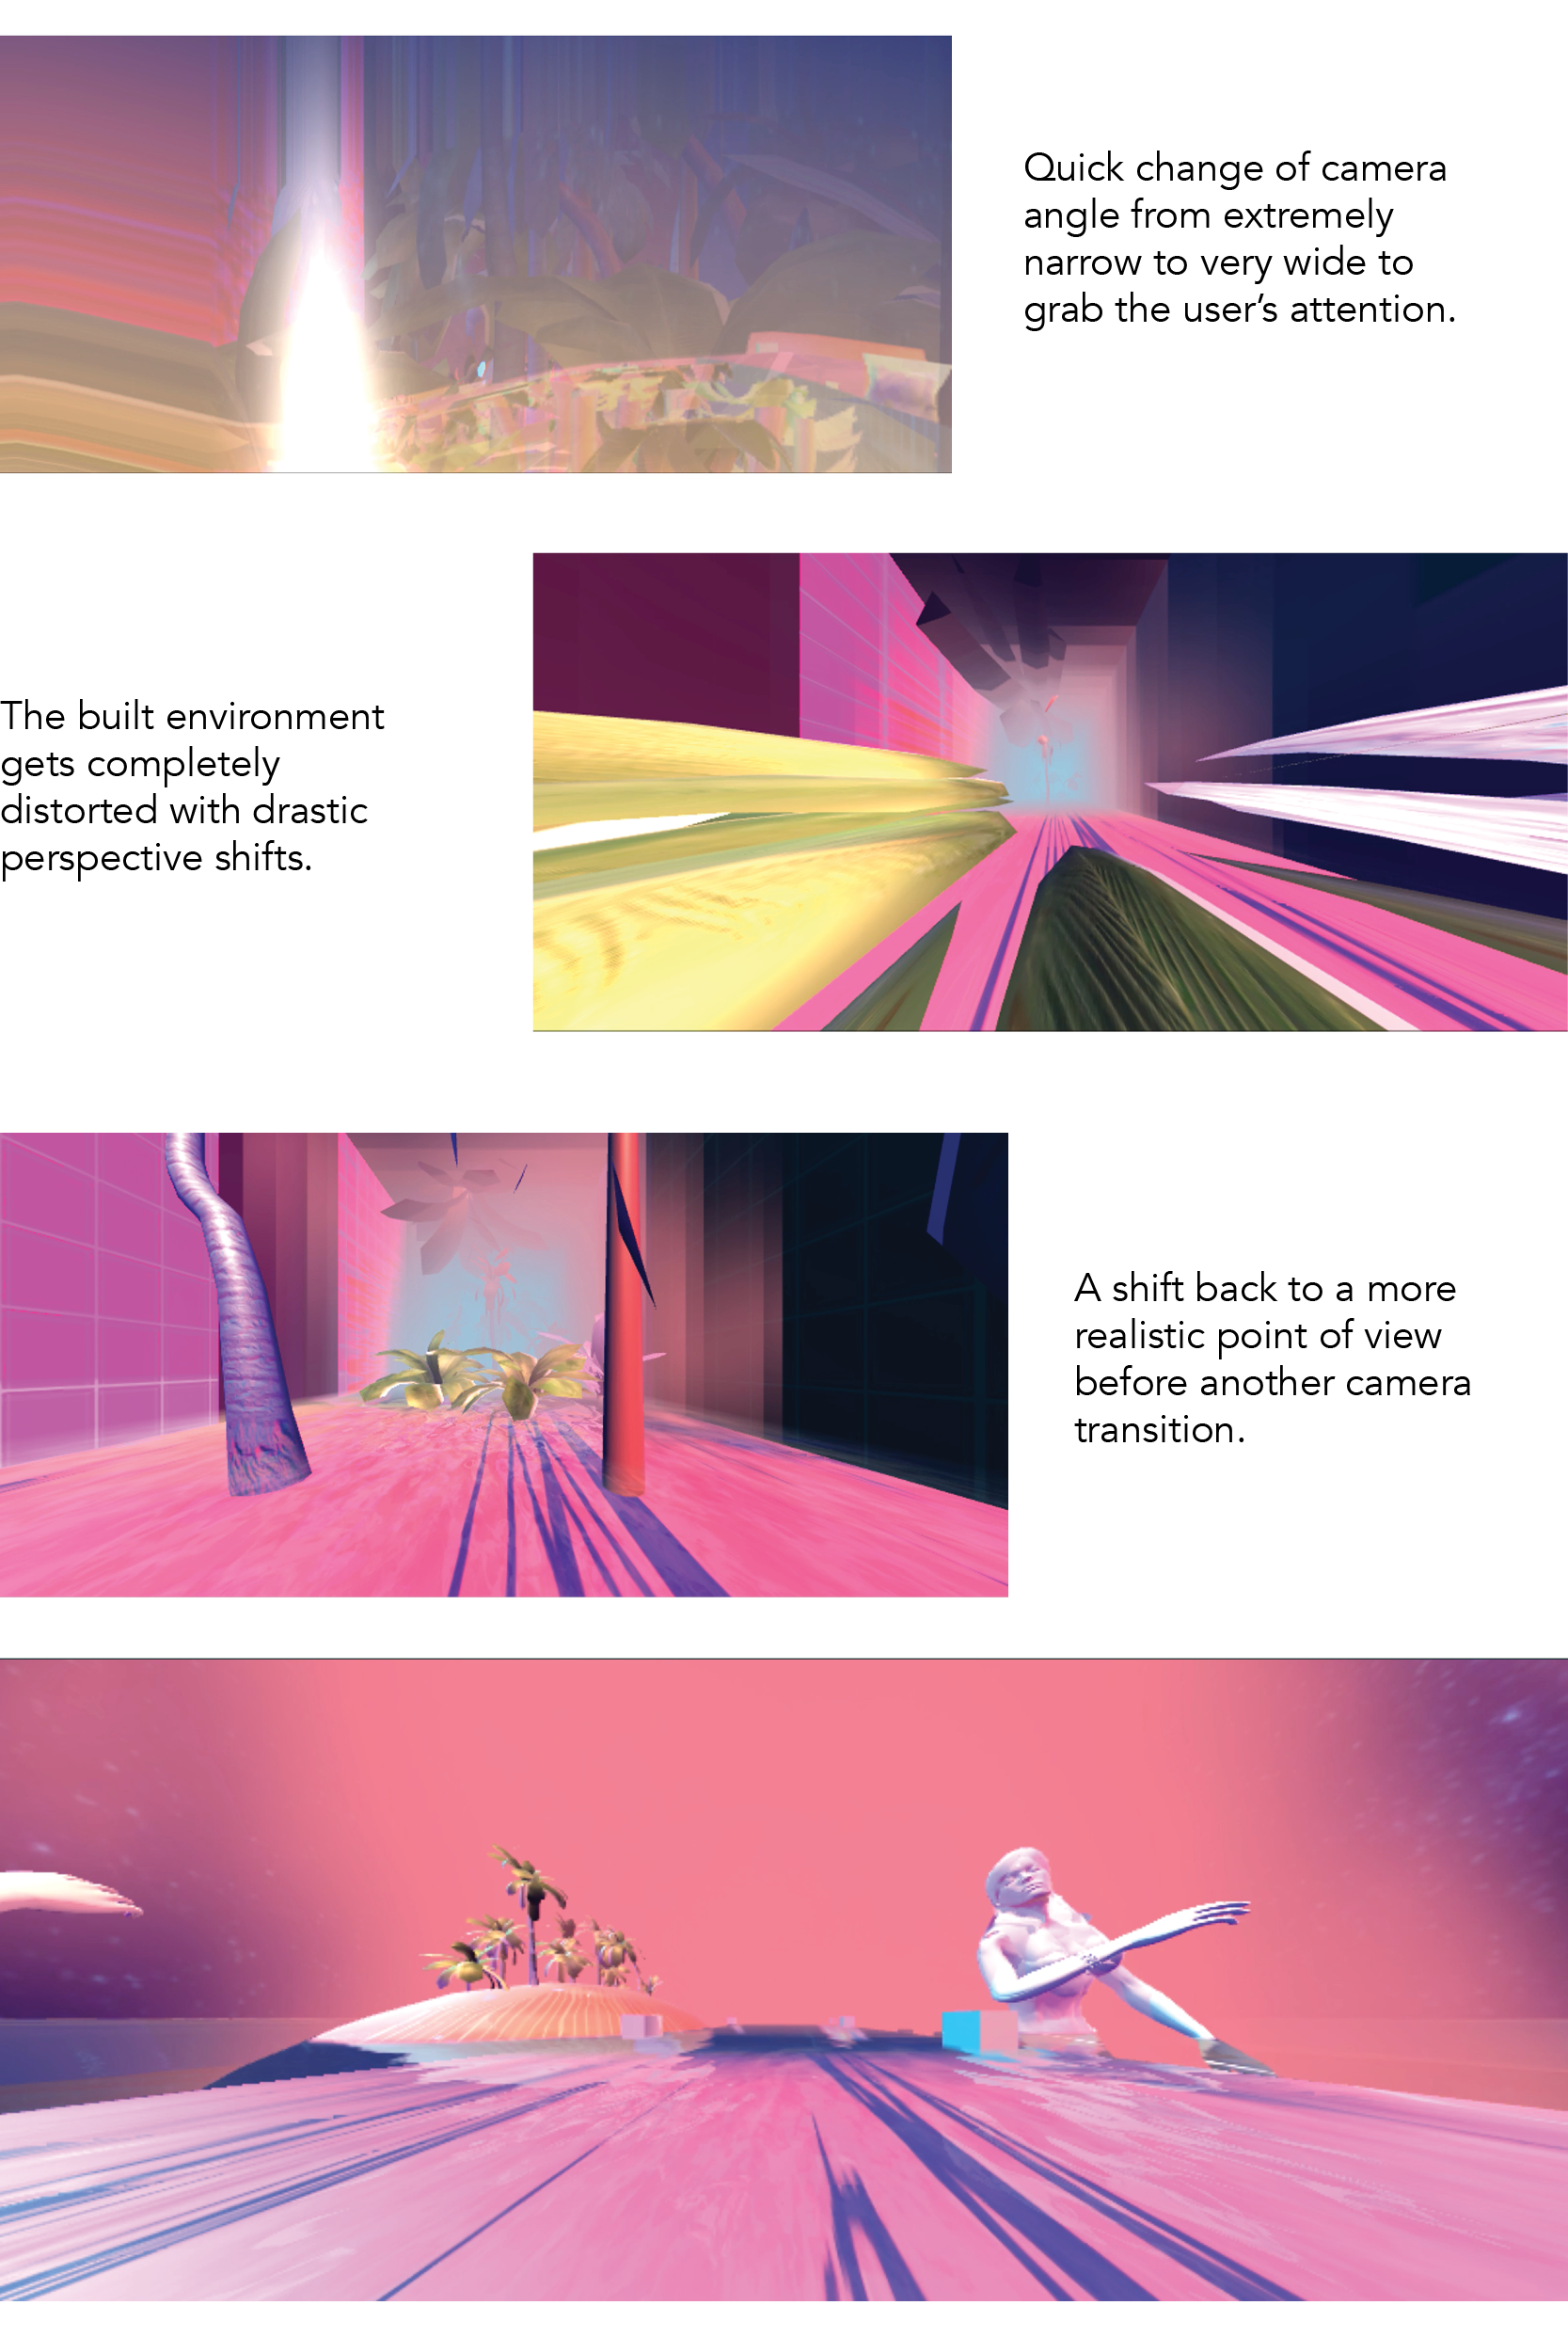 Quick change of camera
angle from extremely
narrow to very wide to
grab the user’s attention.
The built environment
gets completely
distorted with drastic
perspective shifts.
A shift back to a more
realistic point of view
before another camera
transition.